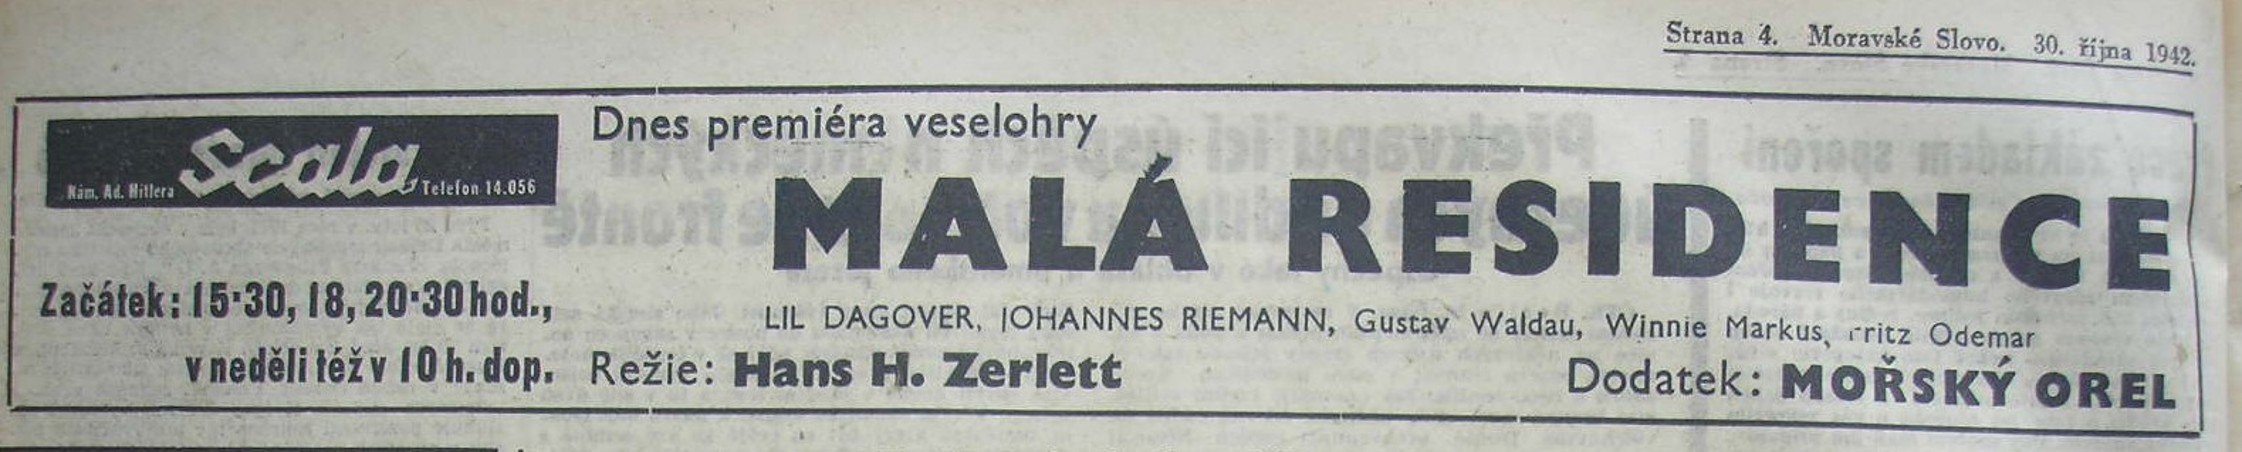 Strana 4. Moravské Slovo. 30. října 1942.
Dnes premiéra veselohry
Scala
Nám. Ad. Hitlera
Telefon 14.056
MALÁ RESIDENCE
Začátek: 15·30, 18, 20·30 hod.,
v neděli též v 10 h. dop.
LIL DAGOVER, JOHANNES RIEMANN, Gustav Waldau, Winnie Markus, Fritz Odemar
Režie: Hans H. Zerlett
Dodatek: MOŘSKÝ OREL